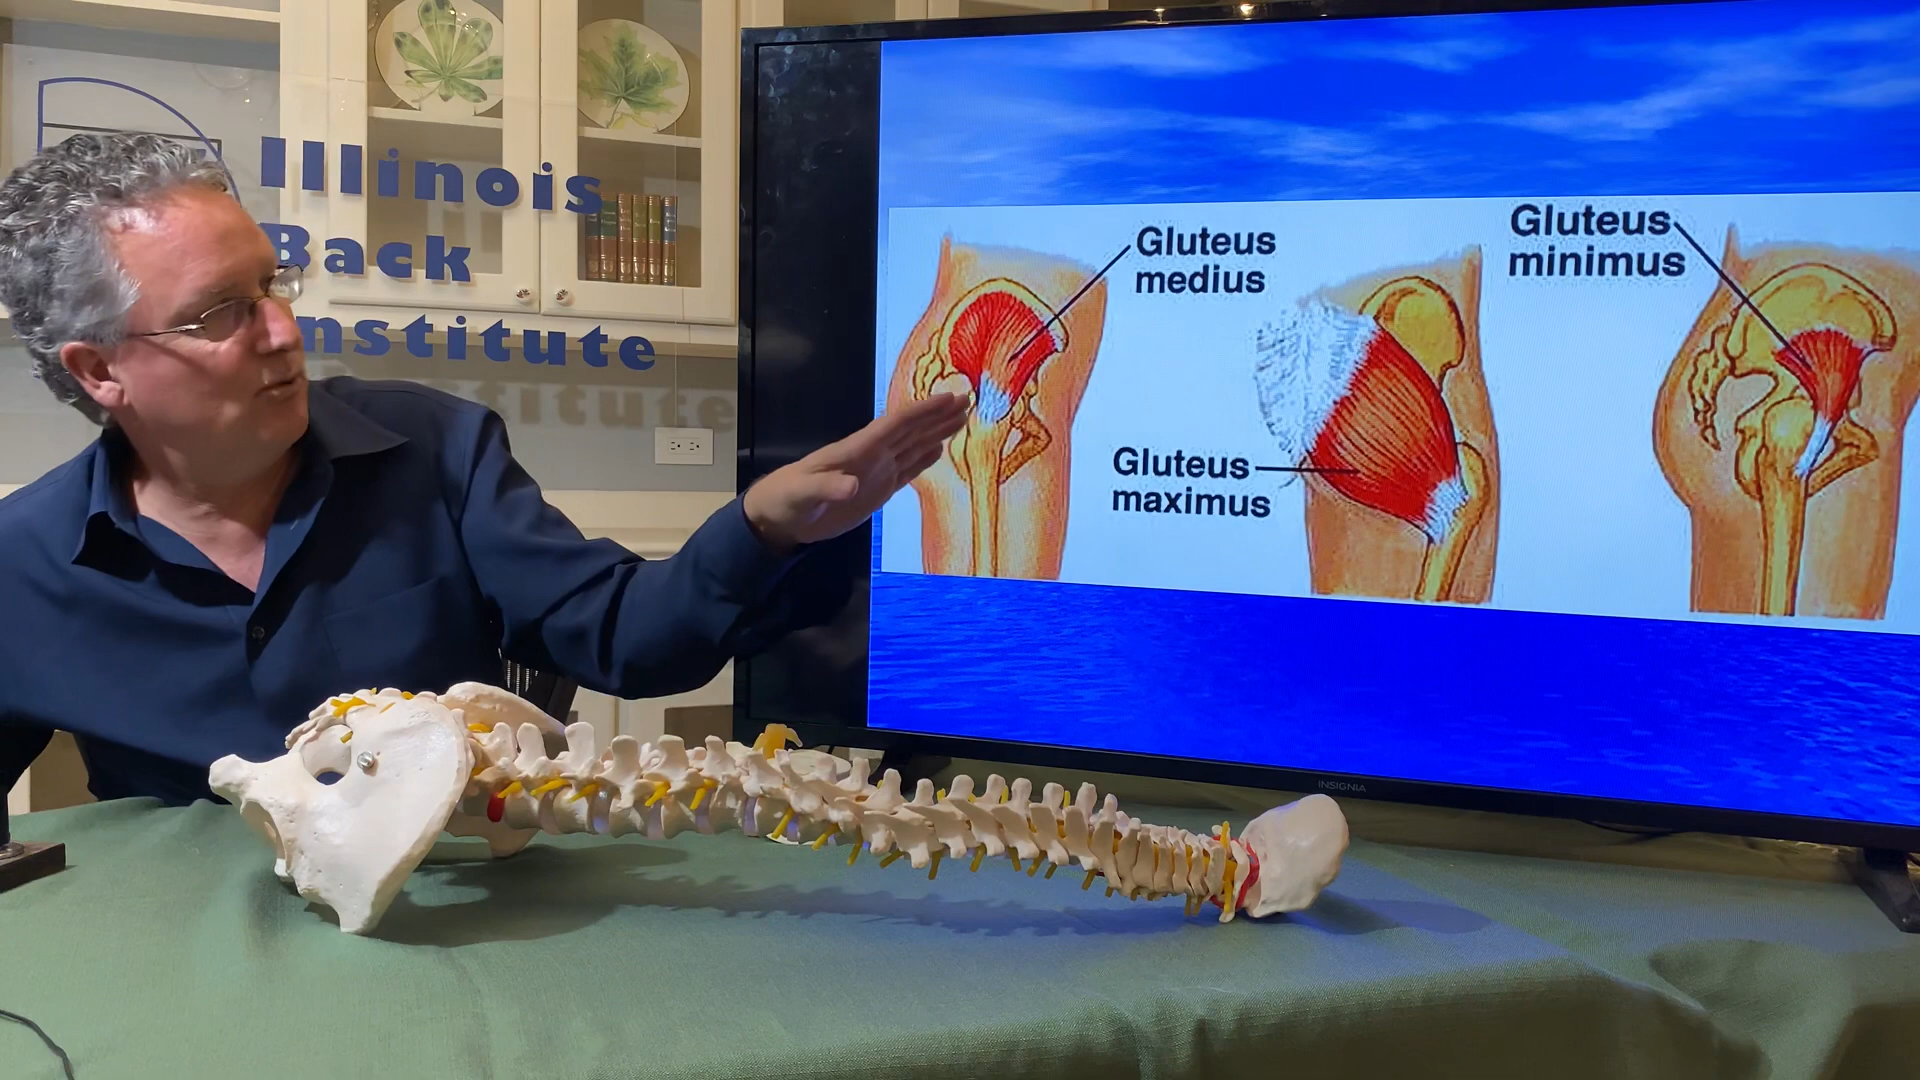 Illinois
Back
Institute
Gluteus
medius
Gluteus
maximus
Gluteus
minimus
INSIGNIA